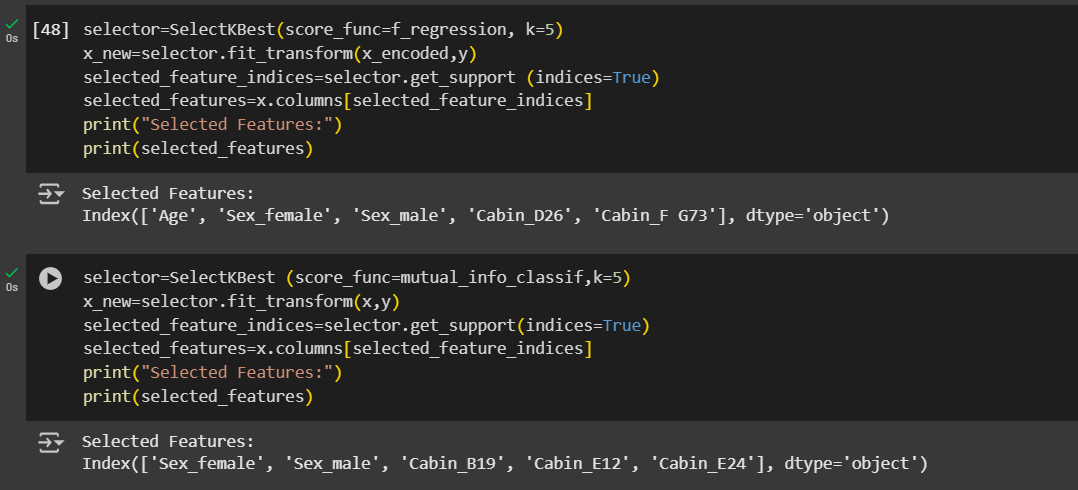 [48] selector=SelectKBest(score_func=f_regression, k=5)
x_new=selector.fit_transform(x_encoded,y)
selected_feature_indices=selector.get_support (indices=True)
selected_features=x.columns[selected_feature_indices]
print("Selected Features:")
print(selected_features)
0s
Selected Features:
Index(['Age', 'Sex_female', 'Sex_male', 'Cabin_D26', 'Cabin_F G73'], dtype='object')
selector=SelectKBest (score_func=mutual_info_classif,k=5)
0s
x_new=selector.fit_transform(x,y)
selected_feature_indices=selector.get_support(indices=True)
selected_features=x.columns[selected_feature_indices]
print("Selected Features:")
print(selected_features)
Selected Features:
Index(['Sex_female', 'Sex_male', 'Cabin_B19', 'Cabin_E12', 'Cabin_E24'], dtype='object')